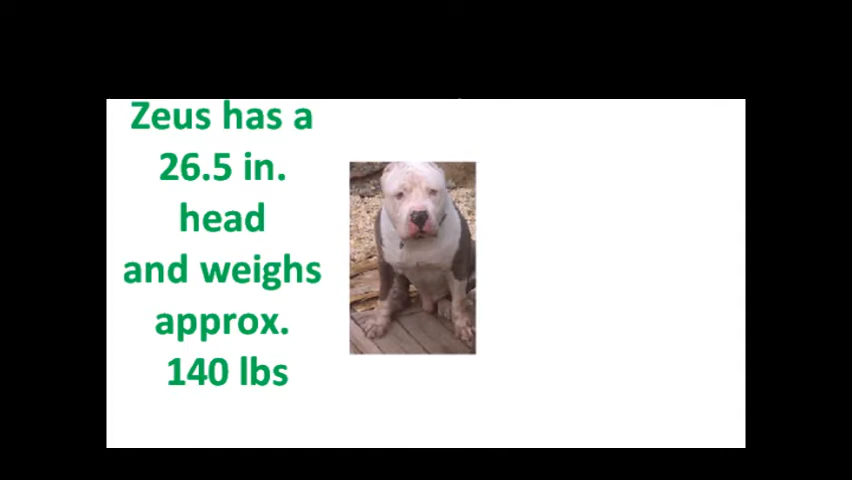 Zeus has a
26.5 in.
head
and weighs
approx.
140 lbs